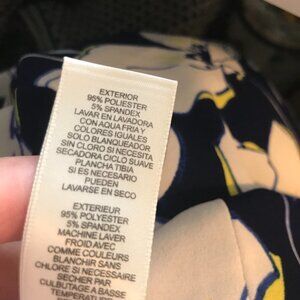 EXTERIOR
95% POLIESTER
5% SPANDEX
LAVAR EN LAVADORA
CON AQUA FRIA Y
COLORES IGUALES
SOLO BLANQUEADOR
SIN CLORO SI NECESITA
SECADORA CICLO SUAVE
PLANCHA TIBIA
SI ES NECESARIO
PUEDEN
LAVARSE EN SECO
EXTERIEUR
95% POLYESTER
5% SPANDEX
MACHINE LAVER
FROID AVEC
COMME COULEURS
BLANCHIR SANS
CHLORE SI NECESSAIRE
SECHER PAR
CULBUTAGE A BASSE
TEMPERATURE